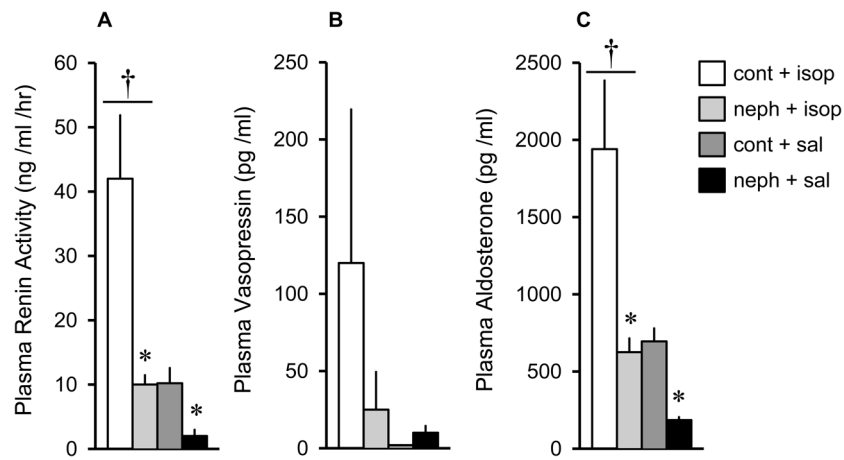 A
Plasma Renin Activity (ng /ml /hr)
60
50
40
30
20
10
0
†
*
*
B
Plasma Vasopressin (pg /ml)
250
200
150
100
50
0
C
Plasma Aldosterone (pg /ml)
2500
2000
1500
1000
500
0
†
*
*
cont + isop
neph + isop
cont + sal
neph + sal